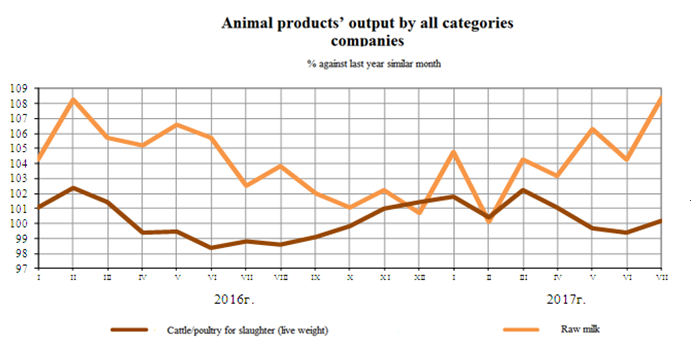 Animal products' output by all categories
companies
% against last year similar month
109
108
107
106
105
104
103
102
101
100
99
98
97
I II III IV V VI VII VIII IX X XI XII I II III IV V VI VII
2016г. 2017г.
Cattle/poultry for slaughter (live weight) Raw milk